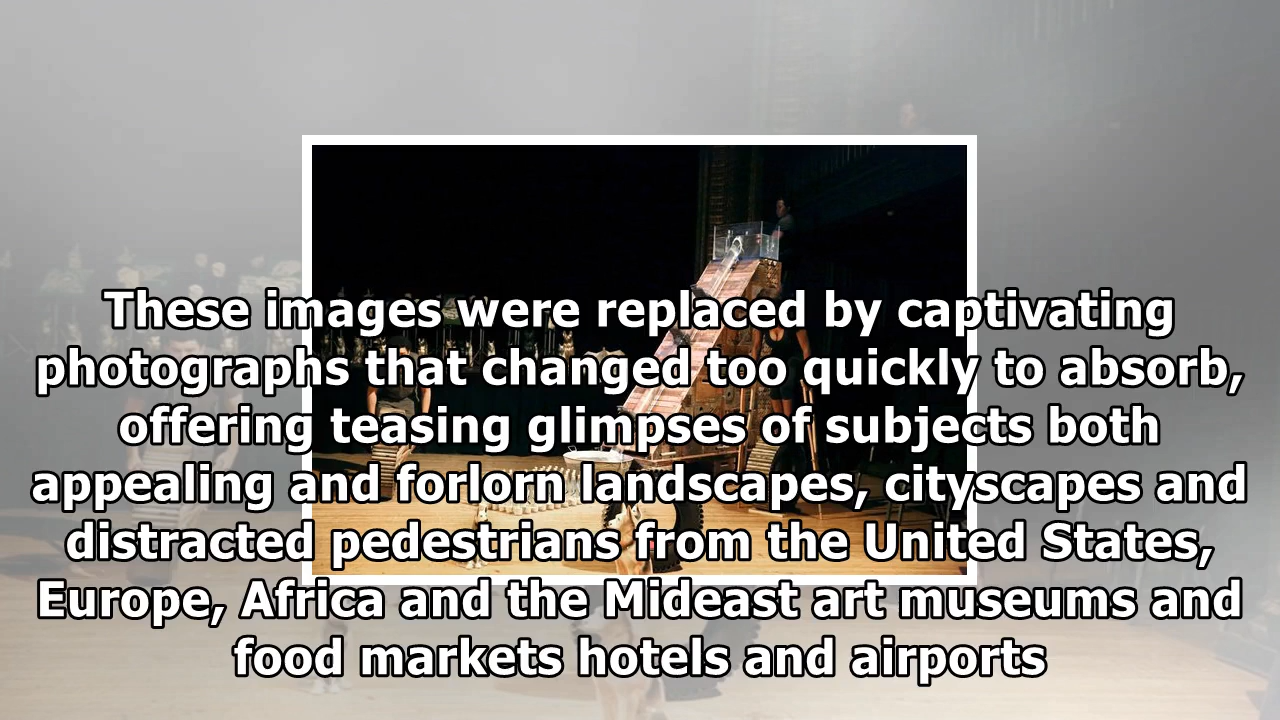 These images were replaced by captivating
photographs that changed too quickly to absorb,
offering teasing glimpses of subjects both
appealing and forlorn landscapes, cityscapes and
distracted pedestrians from the United States,
Europe, Africa and the Mideast art museums and
food markets hotels and airports